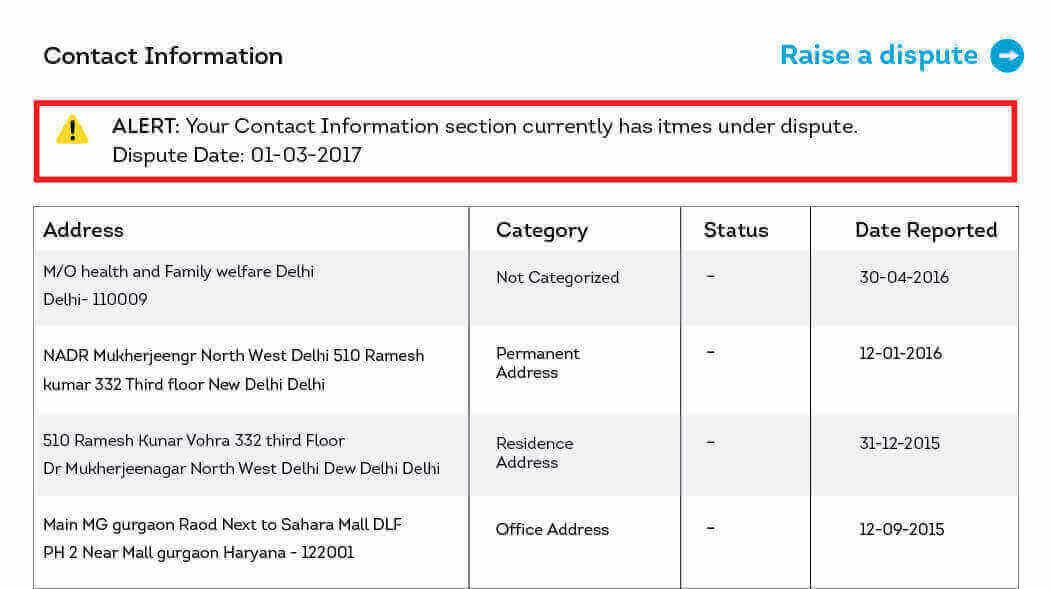 Contact Information
Raise a dispute
ALERT: Your Contact Information section currently has itmes under dispute.
Dispute Date: 01-03-2017
Address Category Status Date Reported
M/O health and Family welfare Delhi
Delhi- 110009
Not Categorized - 30-04-2016
NADR Mukherjeengr North West Delhi 510 Ramesh
kumar 332 Third floor New Delhi Delhi
Permanent
Address
- 12-01-2016
510 Ramesh Kunar Vohra 332 third Floor
Dr Mukherjeenagar North West Delhi Dew Delhi Delhi
Residence
Address
- 31-12-2015
Main MG gurgaon Raod Next to Sahara Mall DLF
PH 2 Near Mall gurgaon Haryana - 122001
Office Address - 12-09-2015